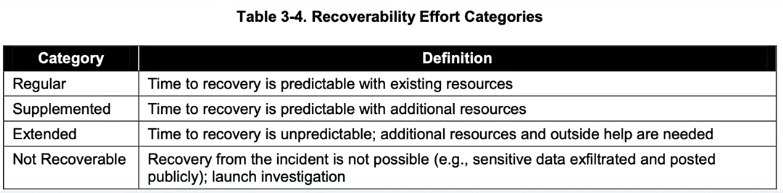 Table 3-4. Recoverability Effort Categories
Category Definition
Regular Time to recovery is predictable with existing resources
Supplemented Time to recovery is predictable with additional resources
Extended Time to recovery is unpredictable; additional resources and outside help are needed
Not Recoverable Recovery from the incident is not possible (e.g., sensitive data exfiltrated and posted
publicly); launch investigation